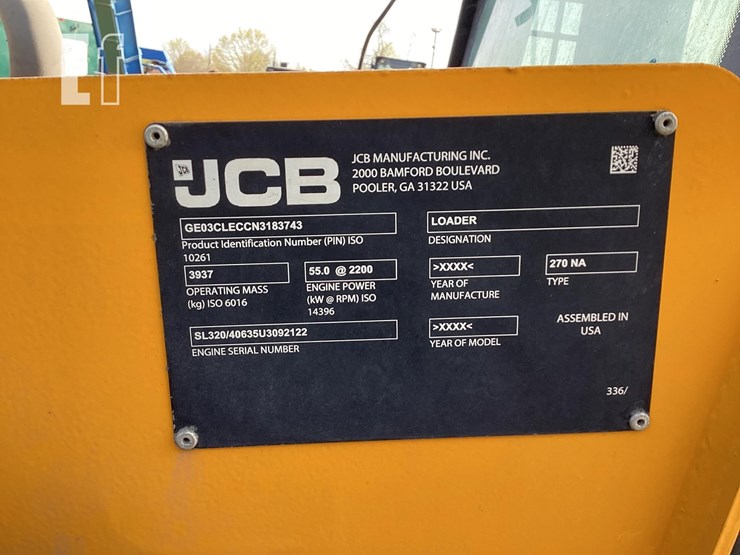 JCB
JCB MANUFACTURING INC.
2000 BAMFORD BOULEVARD
POOLER, GA 31322 USA
GE03CLECCN3183743
Product Identification Number (PIN) ISO
10261
LOADER
DESIGNATION
3937
OPERATING MASS
(kg) ISO 6016
55.0 @ 2200
ENGINE POWER
(kW @ RPM) ISO
14396
>XXXX<
YEAR OF
MANUFACTURE
270 NA
TYPE
SL320/40635U3092122
ENGINE SERIAL NUMBER
>XXXX<
YEAR OF MODEL
ASSEMBLED IN
USA
336/